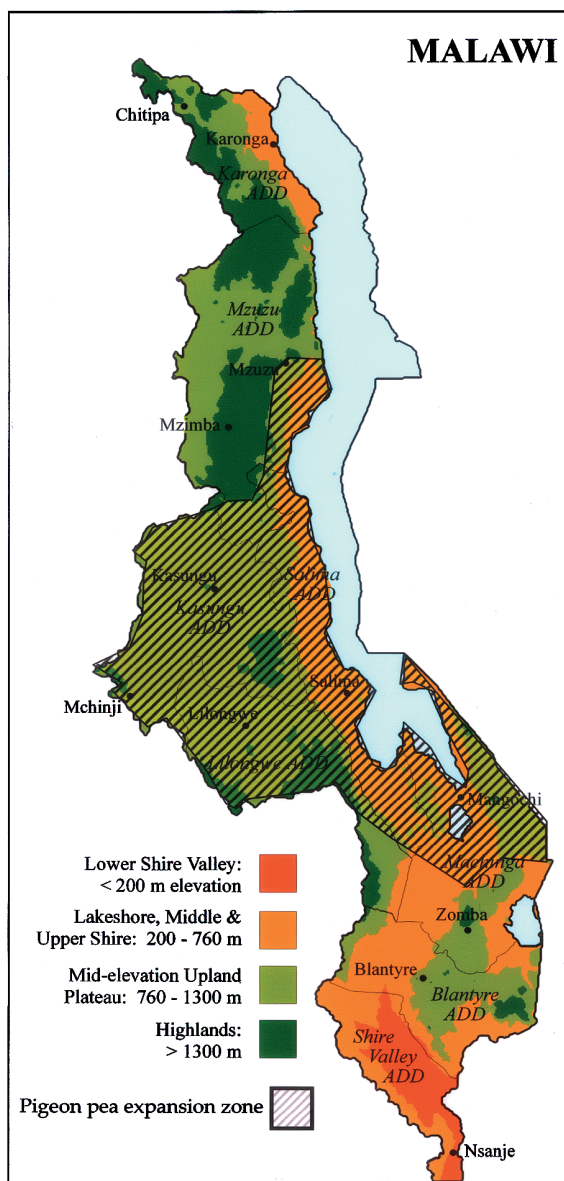 MALAWI
Chitipa
Karonga
Karonga
ADD
Mzuzu
ADD
Mzuzu
Mzimba
Kasungu
Kasungu
ADD
Salima
ADD
Salima
Mchinji
Lilongwe
Lilongwe ADD
Mangochi
Machinga
ADD
Lower Shire Valley:
< 200 m elevation
Lakeshore, Middle &
Upper Shire: 200 - 760 m
Zomba
Mid-elevation Upland
Plateau: 760 - 1300 m
Blantyre
Blantyre
ADD
Highlands:
> 1300 m
Shire
Valley
ADD
Pigeon pea expansion zone
Nsanje